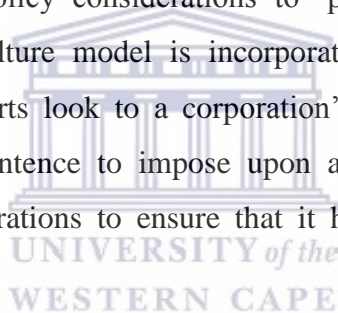 olicy considerations to
lture model is incorporat
rts look to a corporation's
ntence to impose upon a
rations to ensure that it h
UNIVERSITY of the
WESTERN CAPE